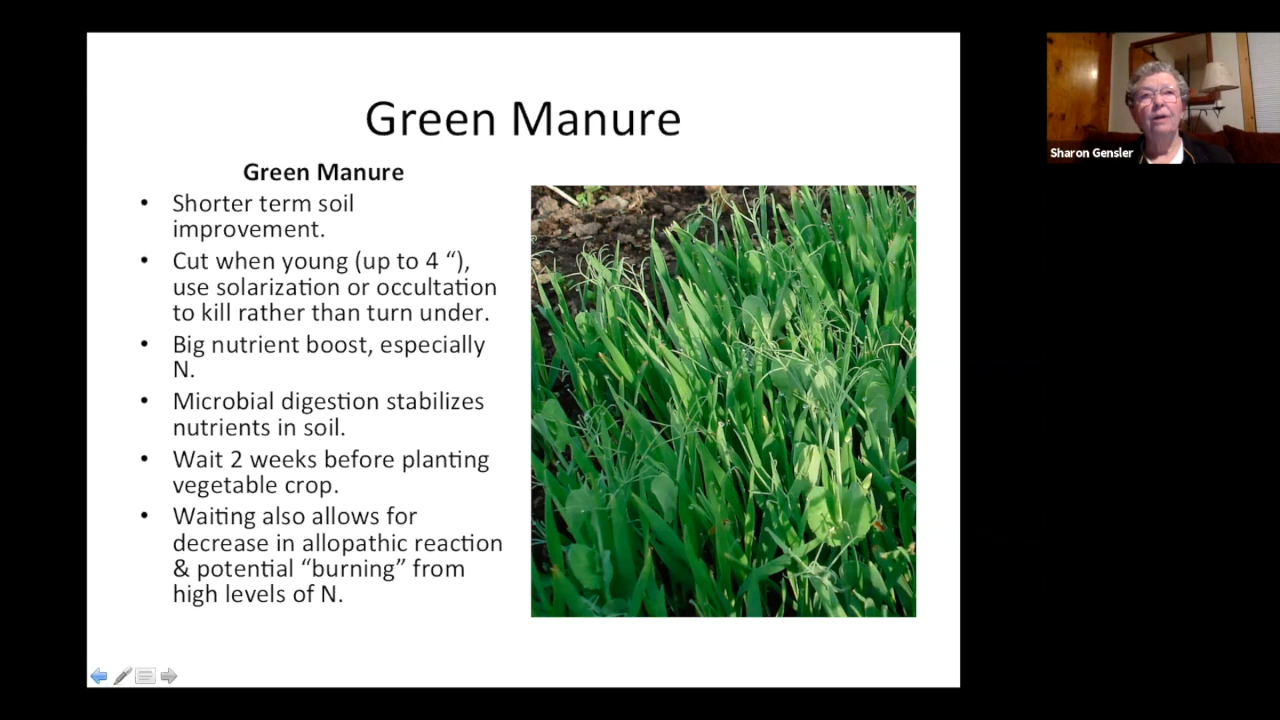 Green Manure
Green Manure
• Shorter term soil
improvement.
• Cut when young (up to 4 “),
use solarization or occultation
to kill rather than turn under.
• Big nutrient boost, especially
N.
• Microbial digestion stabilizes
nutrients in soil.
• Wait 2 weeks before planting
vegetable crop.
• Waiting also allows for
decrease in allopathic reaction
& potential “burning” from
high levels of N.
Sharon Gensler